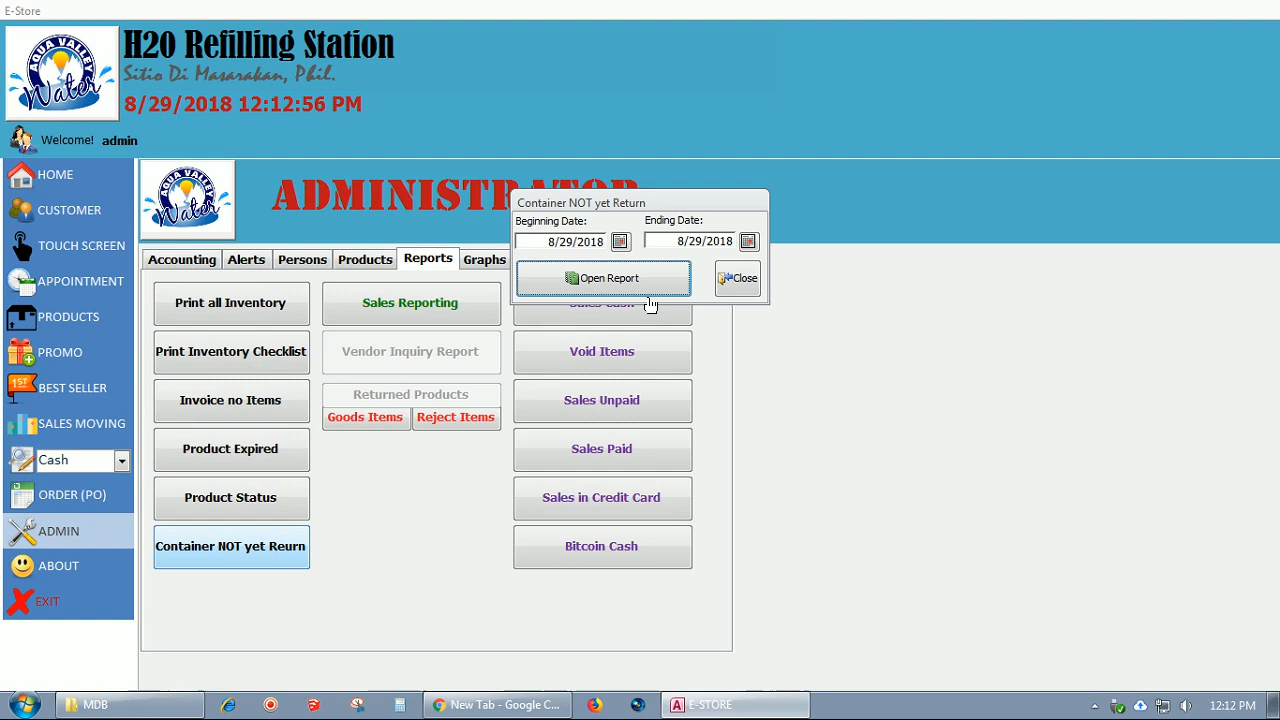 E-Store
H20 Refilling Station
Sitio Di Masarakan, Phil.
8/29/2018 12:12:56 PM
AQUA VALLEY
Water
Welcome! admin
HOME
CUSTOMER
TOUCH SCREEN
APPOINTMENT
PRODUCTS
PROMO
1ST
BEST SELLER
SALES MOVING
Cash
ORDER (PO)
ADMIN
ABOUT
EXIT
AQUA VALLEY
Water
ADMINISTRATOR
Accounting Alerts Persons Products Reports Graphs
Print all Inventory
Print Inventory Checklist
Invoice no Items
Product Expired
Product Status
Container NOT yet Reurn
Sales Reporting
Vendor Inquiry Report
Returned Products
Goods Items Reject Items
Container NOT yet Return
Beginning Date: Ending Date:
8/29/2018 8/29/2018
Open Report Close
Sales Cash
Void Items
Sales Unpaid
Sales Paid
Sales in Credit Card
Bitcoin Cash
MDB
New Tab - Google C...
E-STORE
12:12 PM